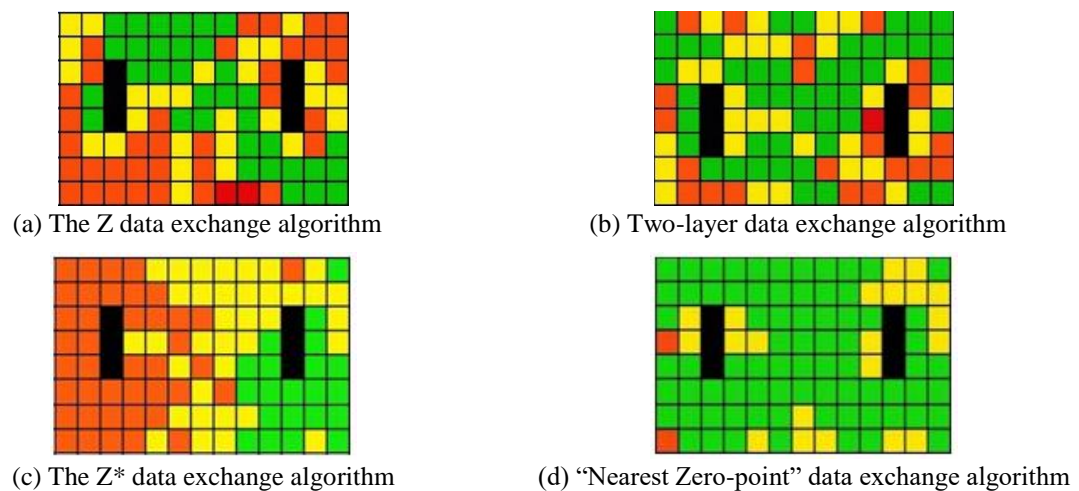 (a) The Z data exchange algorithm
(b) Two-layer data exchange algorithm
(c) The Z* data exchange algorithm
(d) “Nearest Zero-point” data exchange algorithm